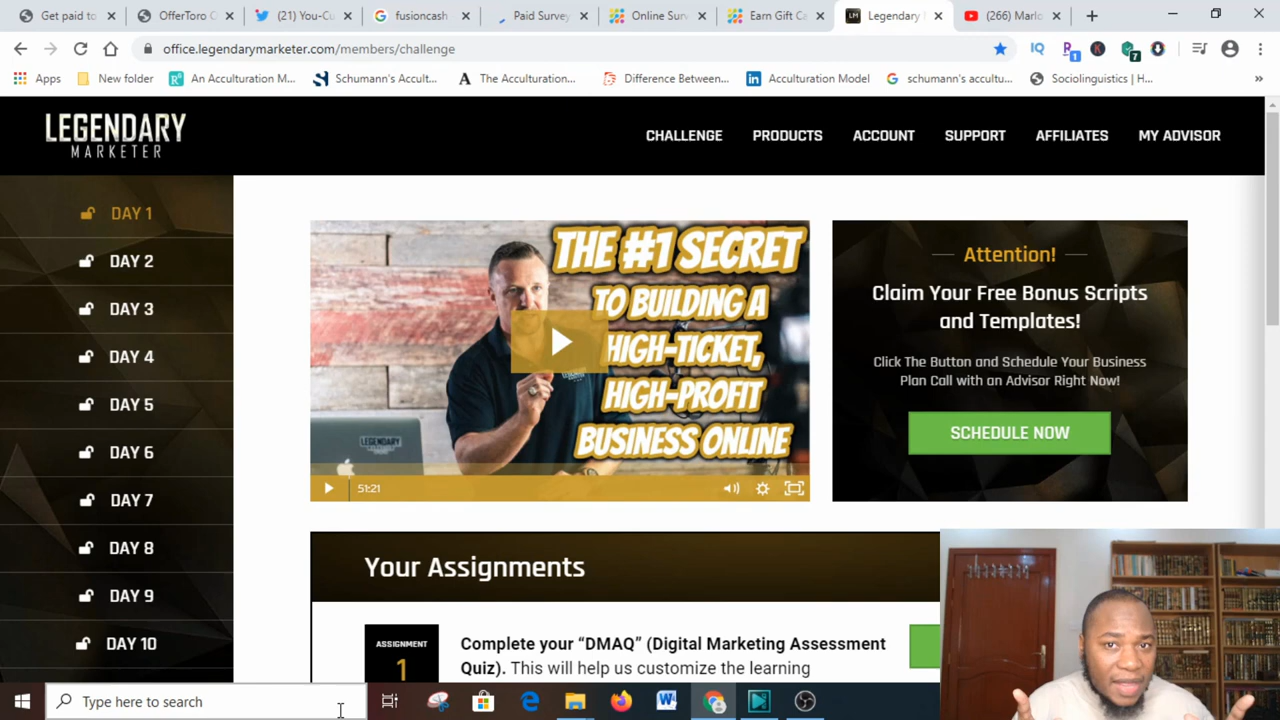 Get paid to
OfferToro O
(21) You-Cu
fusioncash
Paid Survey
Online Surv
Earn Gift Ca
Legendary
(266) Marlo
office.legendarymarketer.com/members/challenge
Apps
New folder
An Acculturation M...
Schumann's Accult...
The Acculturation...
Difference Between...
Acculturation Model
schumann's accultu...
Sociolinguistics | H...
LEGENDARY
MARKETER
CHALLENGE
PRODUCTS
ACCOUNT
SUPPORT
AFFILIATES
MY ADVISOR
DAY 1
DAY 2
DAY 3
DAY 4
DAY 5
DAY 6
DAY 7
DAY 8
DAY 9
DAY 10
THE #1 SECRET
TO BUILDING A
HIGH-TICKET,
HIGH-PROFIT
BUSINESS ONLINE
LEGENDARY
51:21
Attention!
Claim Your Free Bonus Scripts
and Templates!
Click The Button and Schedule Your Business
Plan Call with an Advisor Right Now!
SCHEDULE NOW
Your Assignments
ASSIGNMENT
1
Complete your “DMAQ” (Digital Marketing Assessment
Quiz). This will help us customize the learning
Type here to search